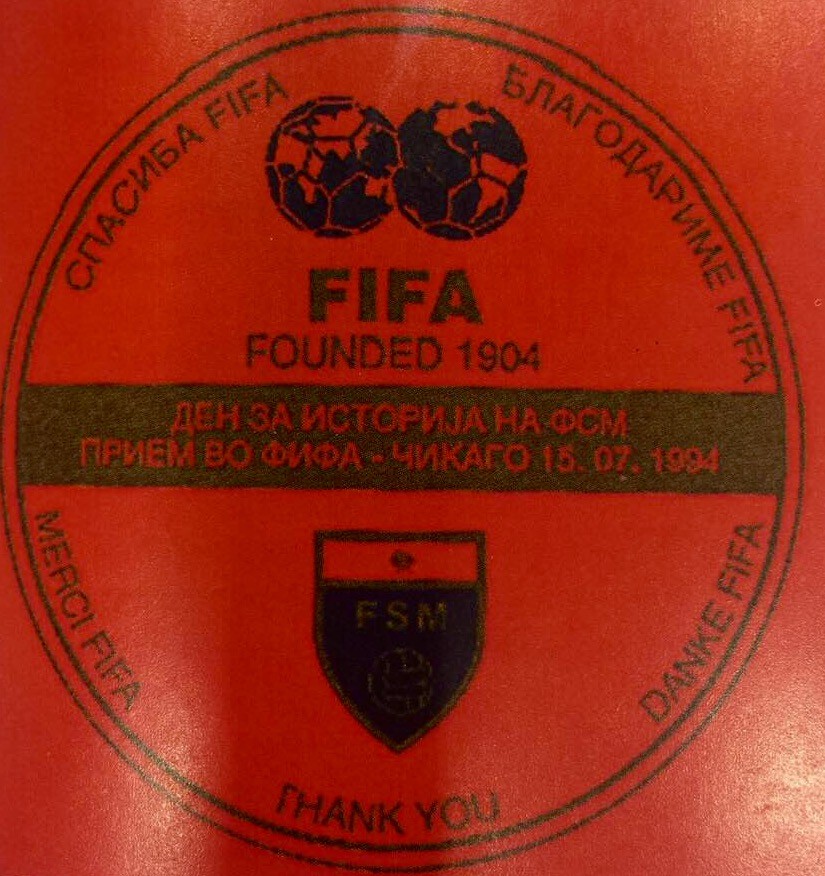 СПАСИБА FIFA
БЛАГОДАРИМЕ FIFA
FIFA
FOUNDED 1904
ДЕН ЗА ИСТОРИЈА НА ФСМ
ПРИЕМ ВО ФИФА - ЧИКАГО 15. 07. 1994
MERCI FIFA
FSM
DANKE FIFA
THANK YOU